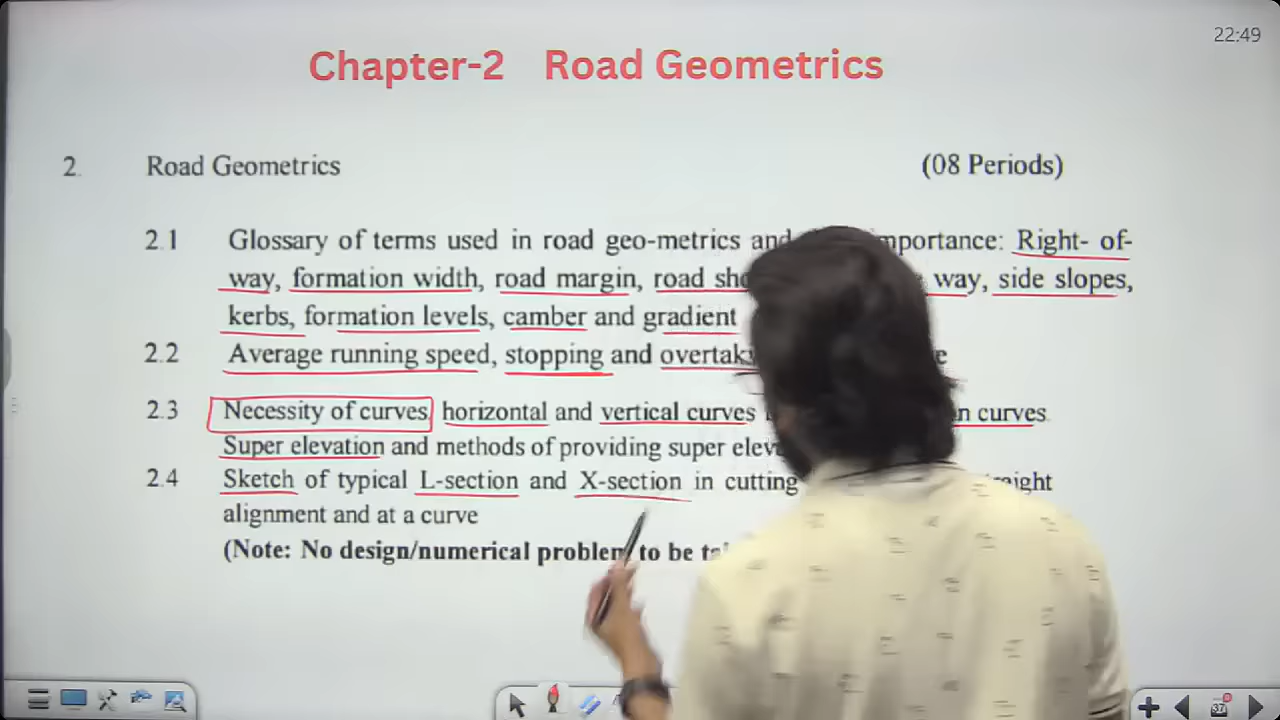 22:49
Chapter-2 Road Geometrics
2. Road Geometrics (08 Periods)
2.1 Glossary of terms used in road geo-metrics and importance: Right- of-
way, formation width, road margin, road way, side slopes,
kerbs, formation levels, camber and gradient
2.2 Average running speed, stopping and
2.3 Necessity of curves, horizontal and vertical curves curves.
Super elevation and methods of providing super
2.4 Sketch of typical L-section and X-section in cutting
alignment and at a curve
(Note: No design/numerical problem to be
37